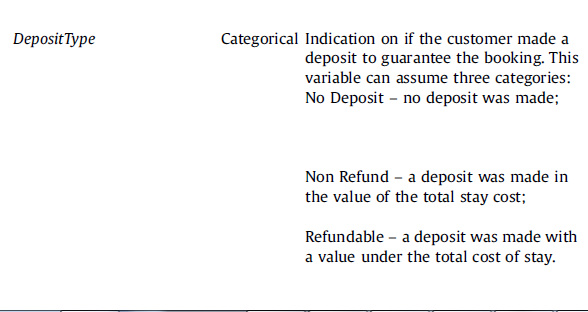 DepositType Categorical Indication on if the customer made a
deposit to guarantee the booking. This
variable can assume three categories:
No Deposit – no deposit was made;
Non Refund – a deposit was made in
the value of the total stay cost;
Refundable – a deposit was made with
a value under the total cost of stay.